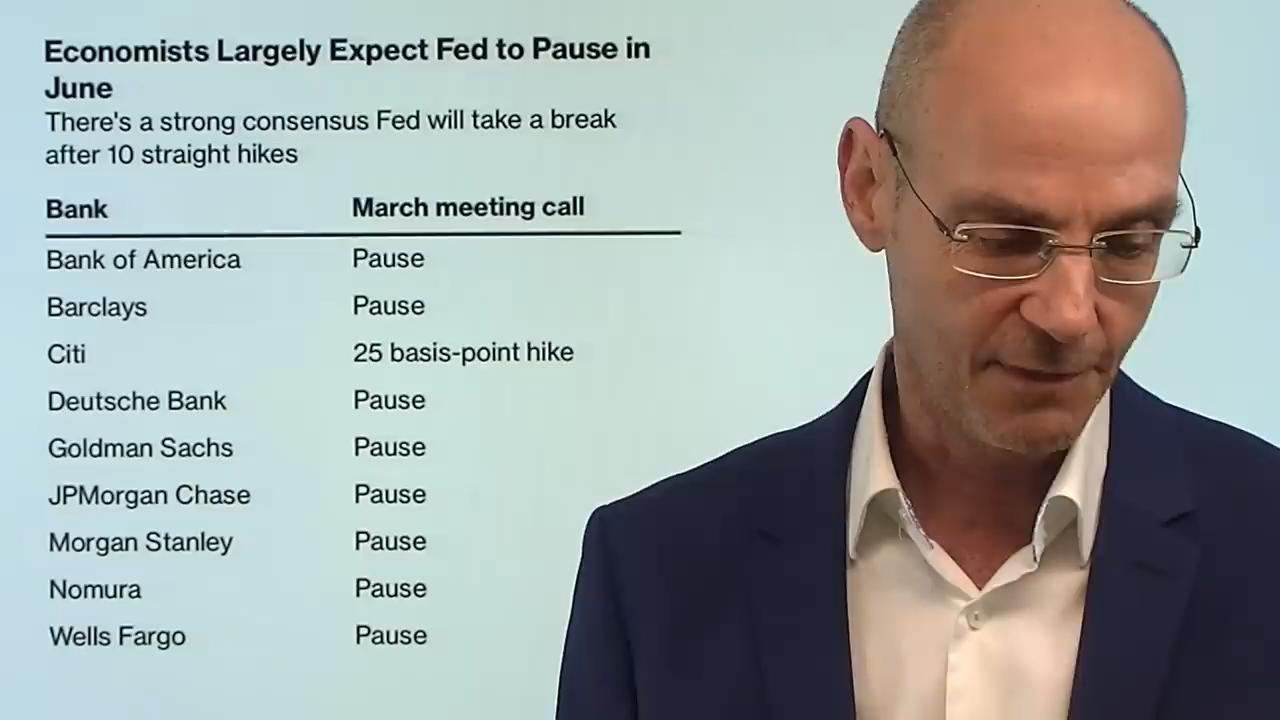 Economists Largely Expect Fed to Pause in
June
There's a strong consensus Fed will take a break
after 10 straight hikes
Bank March meeting call
Bank of America Pause
Barclays Pause
Citi 25 basis-point hike
Deutsche Bank Pause
Goldman Sachs Pause
JPMorgan Chase Pause
Morgan Stanley Pause
Nomura Pause
Wells Fargo Pause